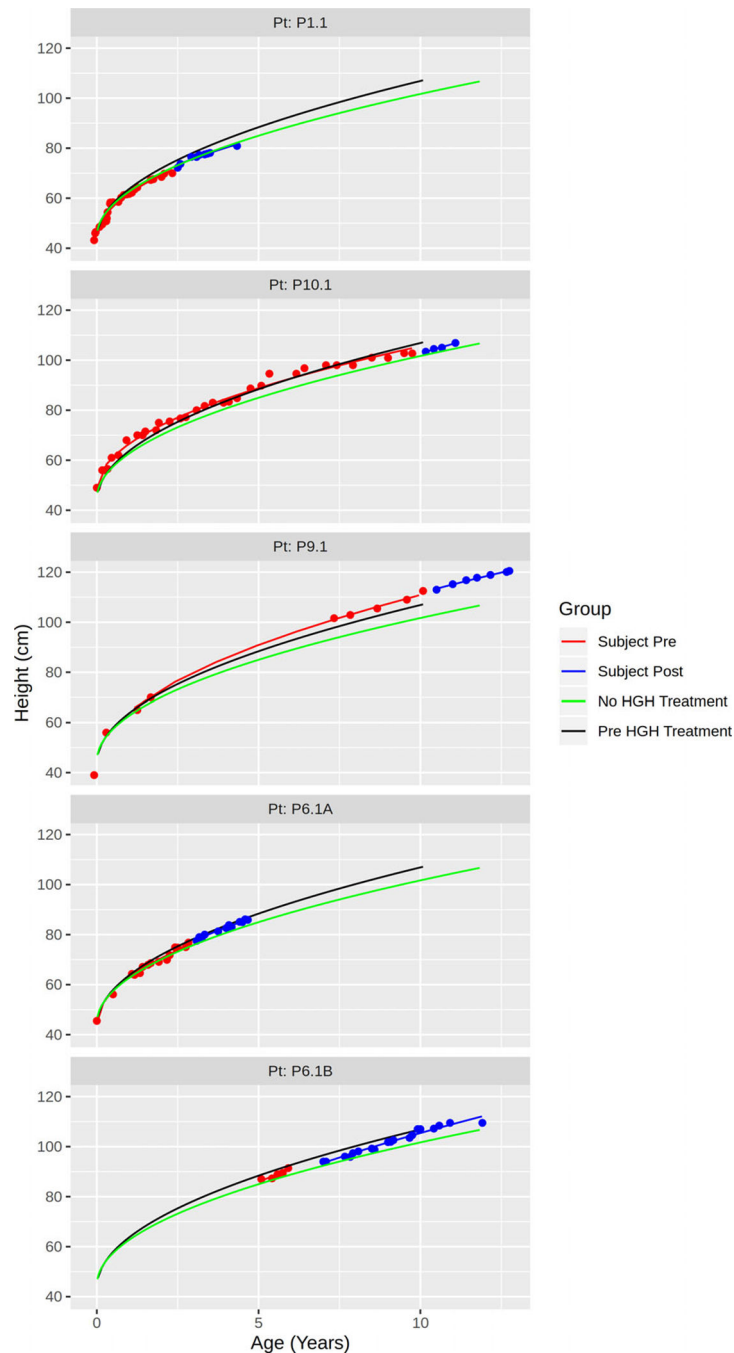 Pt: P1.1
120
100
80
60
40
Pt: P10.1
120
100
80
60
40
Pt: P9.1
120
100
80
60
40
Pt: P6.1A
120
100
80
60
40
Pt: P6.1B
120
100
80
60
40
0 5 10
Age (Years)
Height (cm)
Group
Subject Pre
Subject Post
No HGH Treatment
Pre HGH Treatment